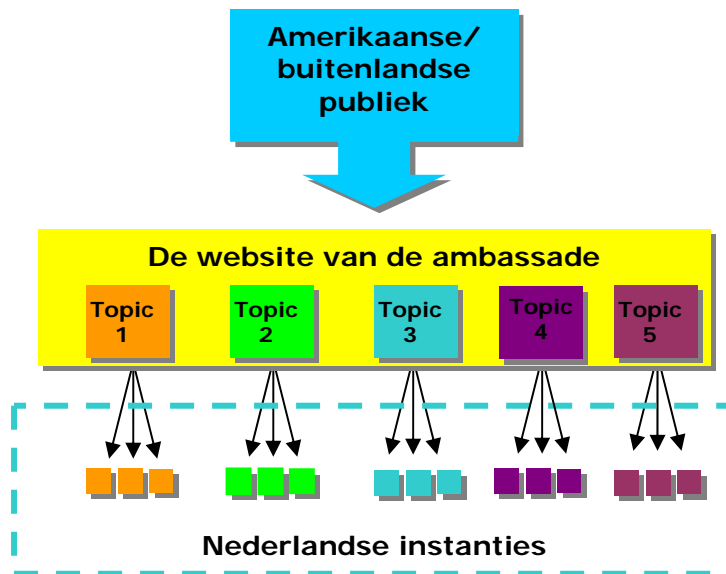 Amerikaanse/
buitenlandse
publiek
De website van de ambassade
Topic
1
Topic
2
Topic
3
Topic
4
Topic
5
Nederlandse instanties